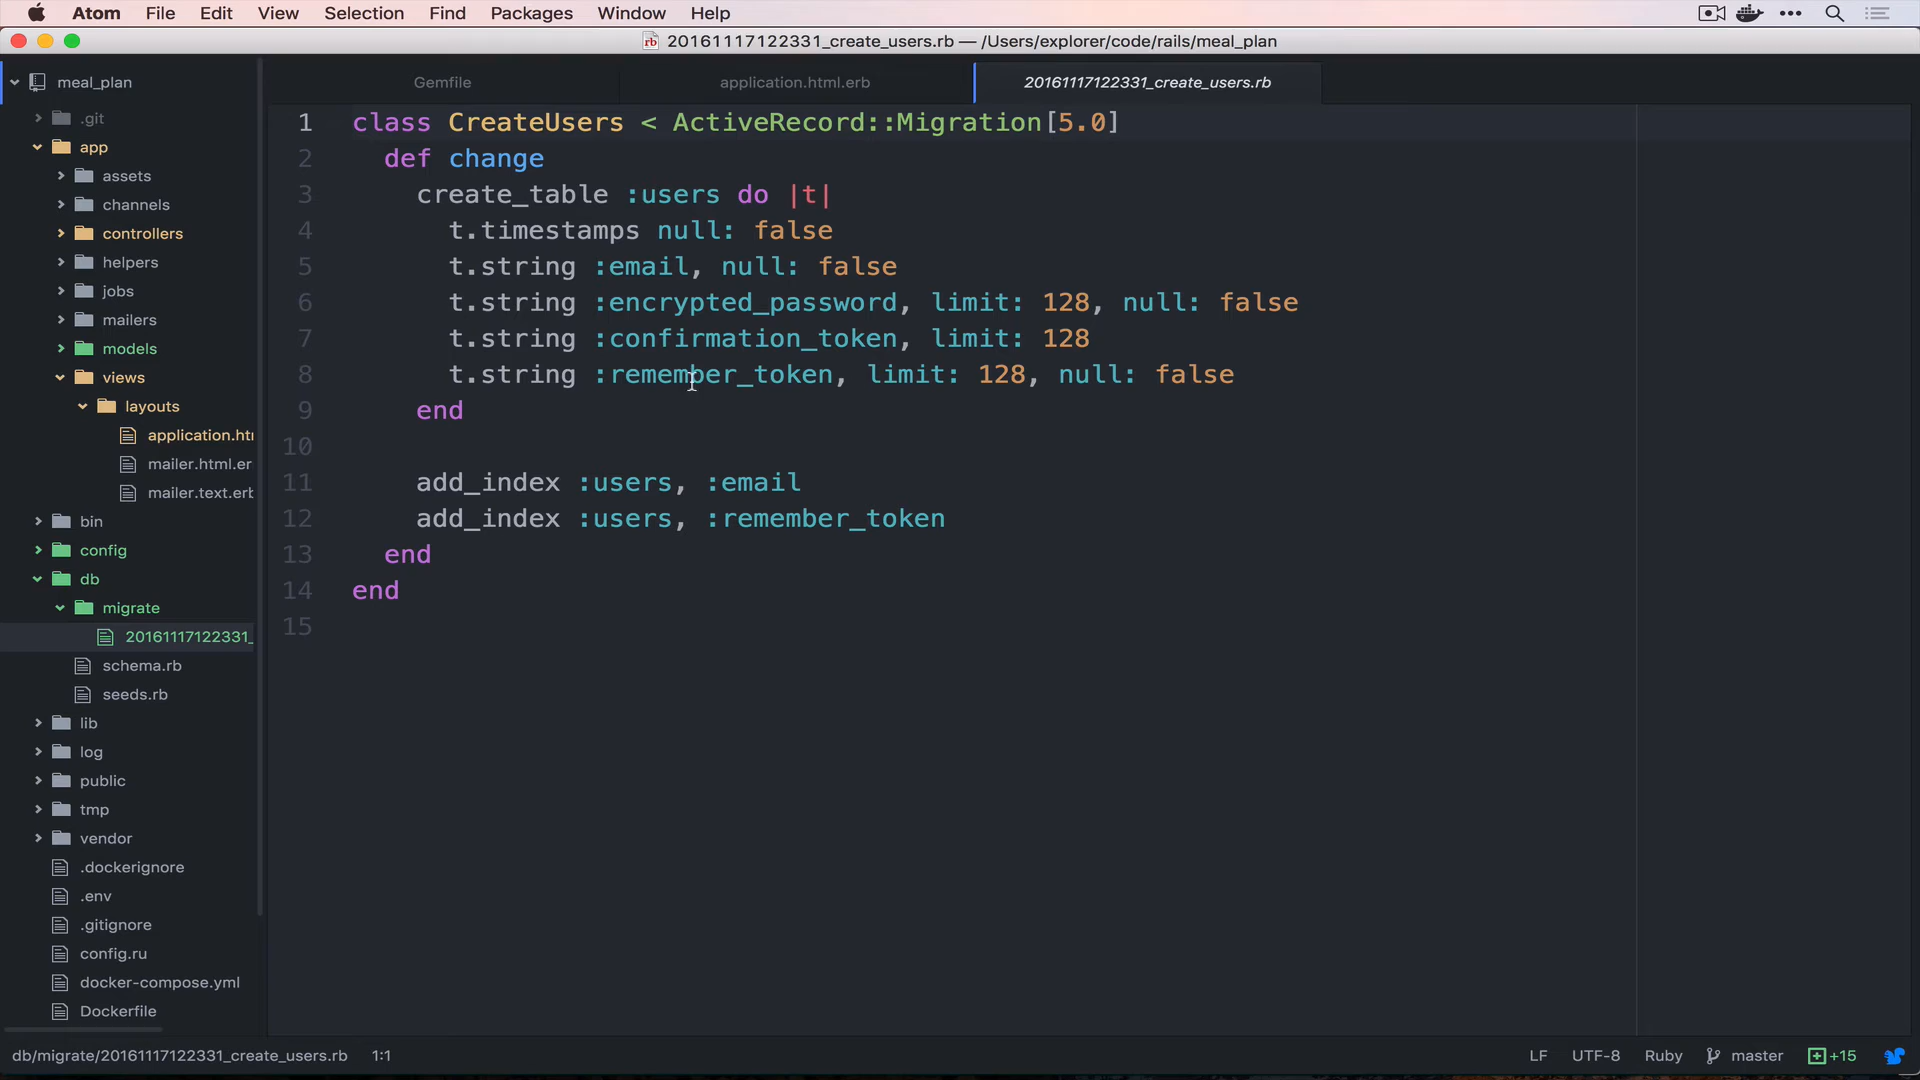 Atom File Edit View Selection Find Packages Window Help
20161117122331_create_users.rb — /Users/explorer/code/rails/meal_plan
meal_plan
.git
app
assets
channels
controllers
helpers
jobs
mailers
models
views
layouts
application.htm
mailer.html.er
mailer.text.erb
bin
config
db
migrate
20161117122331_
schema.rb
seeds.rb
lib
log
public
tmp
vendor
.dockerignore
.env
.gitignore
config.ru
docker-compose.yml
Dockerfile
Gemfile application.html.erb 20161117122331_create_users.rb
1 class CreateUsers < ActiveRecord::Migration[5.0]
2 def change
3 create_table :users do |t|
4 t.timestamps null: false
5 t.string :email, null: false
6 t.string :encrypted_password, limit: 128, null: false
7 t.string :confirmation_token, limit: 128
8 t.string :remember_token, limit: 128, null: false
9 end
10
11 add_index :users, :email
12 add_index :users, :remember_token
13 end
14 end
15
db/migrate/20161117122331_create_users.rb 1:1 LF UTF-8 Ruby master +15